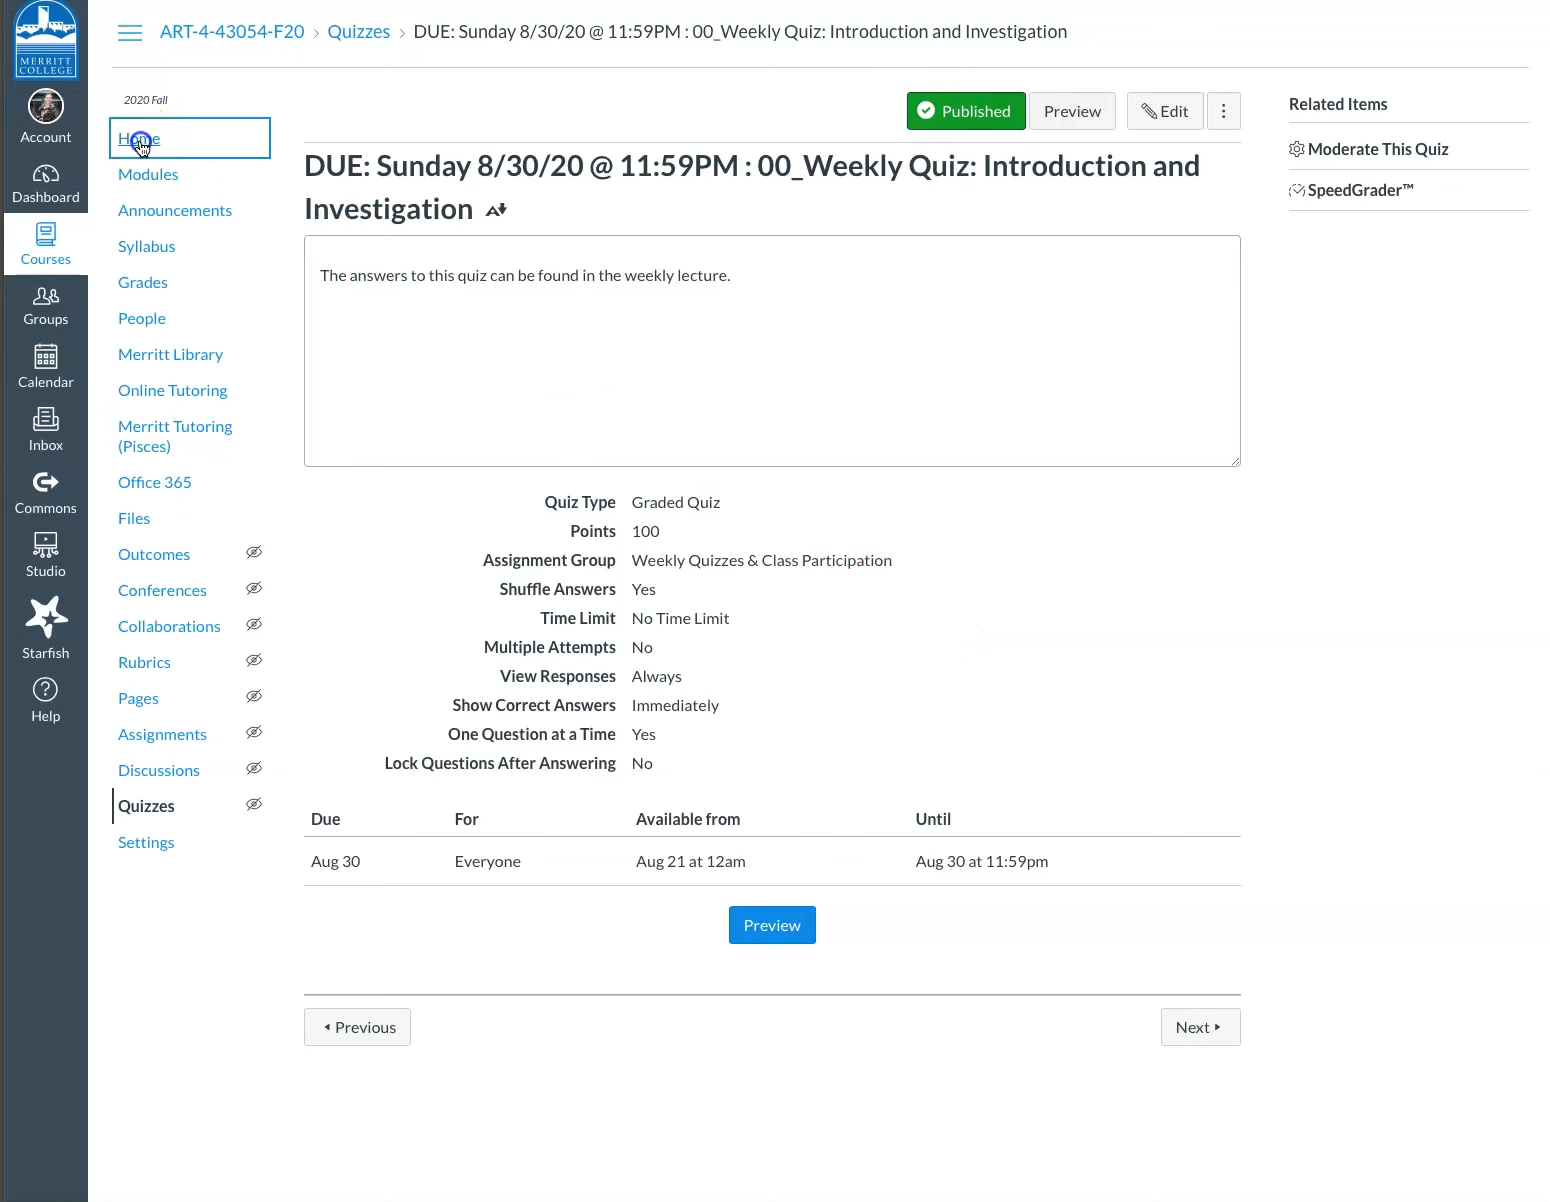 MERRITT
COLLEGE
Account
Dashboard
Courses
Groups
Calendar
Inbox
Commons
Studio
Starfish
Help
ART-4-43054-F20 › Quizzes › DUE: Sunday 8/30/20 @ 11:59PM : 00_Weekly Quiz: Introduction and Investigation
2020 Fall
Home
Modules
Announcements
Syllabus
Grades
People
Merritt Library
Online Tutoring
Merritt Tutoring
(Pisces)
Office 365
Files
Outcomes
Conferences
Collaborations
Rubrics
Pages
Assignments
Discussions
Quizzes
Settings
Published Preview Edit
DUE: Sunday 8/30/20 @ 11:59PM : 00_Weekly Quiz: Introduction and
Investigation
The answers to this quiz can be found in the weekly lecture.
Quiz Type Graded Quiz
Points 100
Assignment Group Weekly Quizzes & Class Participation
Shuffle Answers Yes
Time Limit No Time Limit
Multiple Attempts No
View Responses Always
Show Correct Answers Immediately
One Question at a Time Yes
Lock Questions After Answering No
Due For Available from Until
Aug 30 Everyone Aug 21 at 12am Aug 30 at 11:59pm
Preview
Previous Next
Related Items
Moderate This Quiz
SpeedGrader™